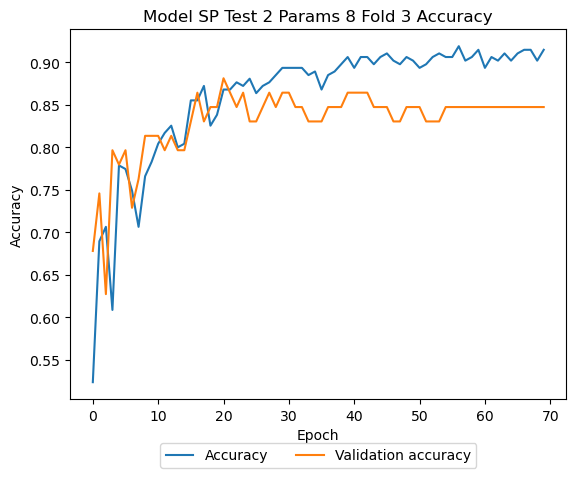 Model SP Test 2 Params 8 Fold 3 Accuracy
Accuracy
0.90
0.85
0.80
0.75
0.70
0.65
0.60
0.55
0 10 20 30 40 50 60 70
Epoch
Accuracy Validation accuracy